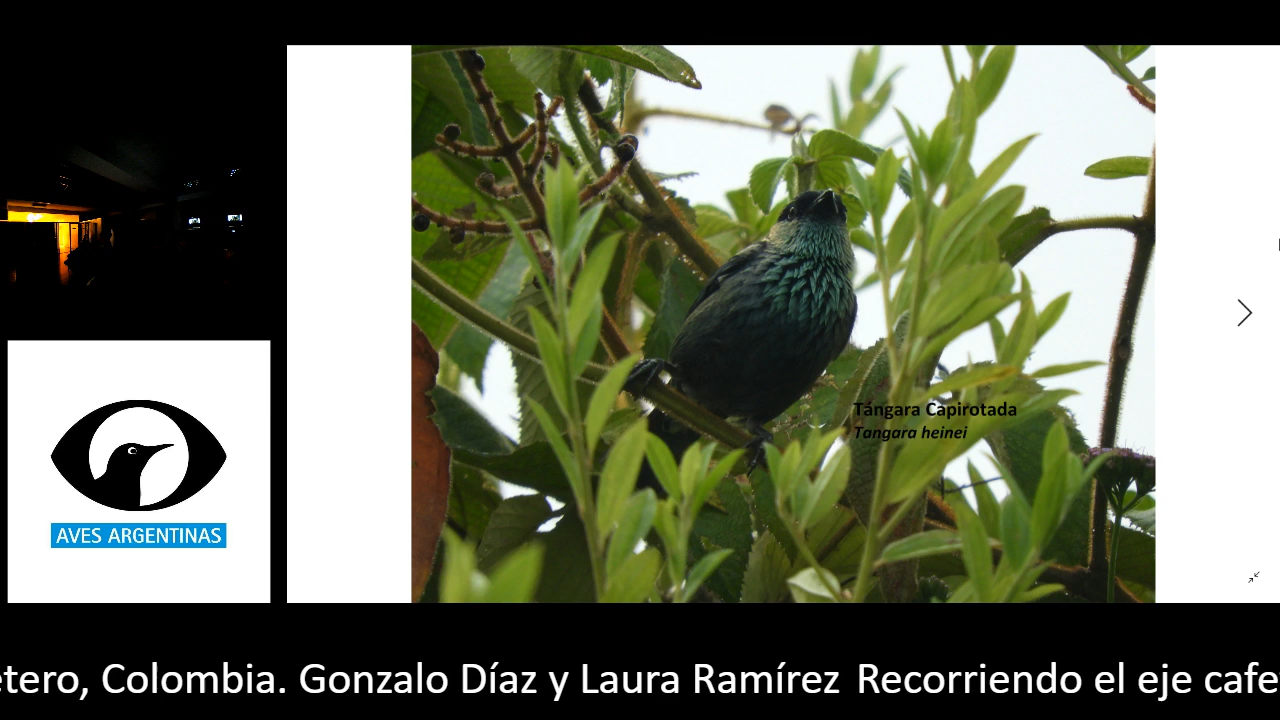 AVES ARGENTINAS
Tángara Capirotada
Tangara heinei
etero, Colombia. Gonzalo Díaz y Laura Ramírez Recorriendo el eje cafe